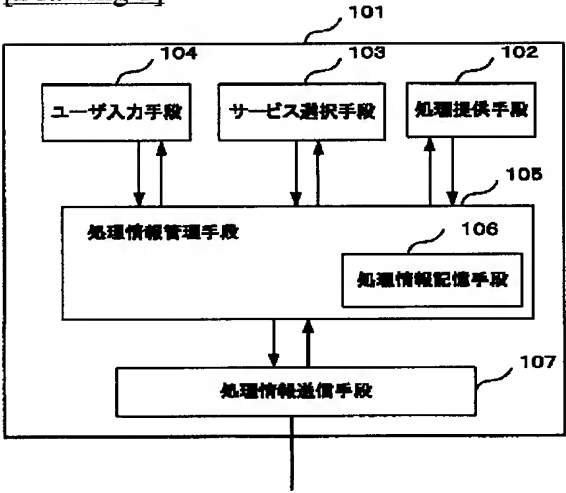 101
104
103
102
ユーザ入力手段
サービス選択手段
処理提供手段
105
処理情報管理手段
106
処理情報記憶手段
107
処理情報送信手段